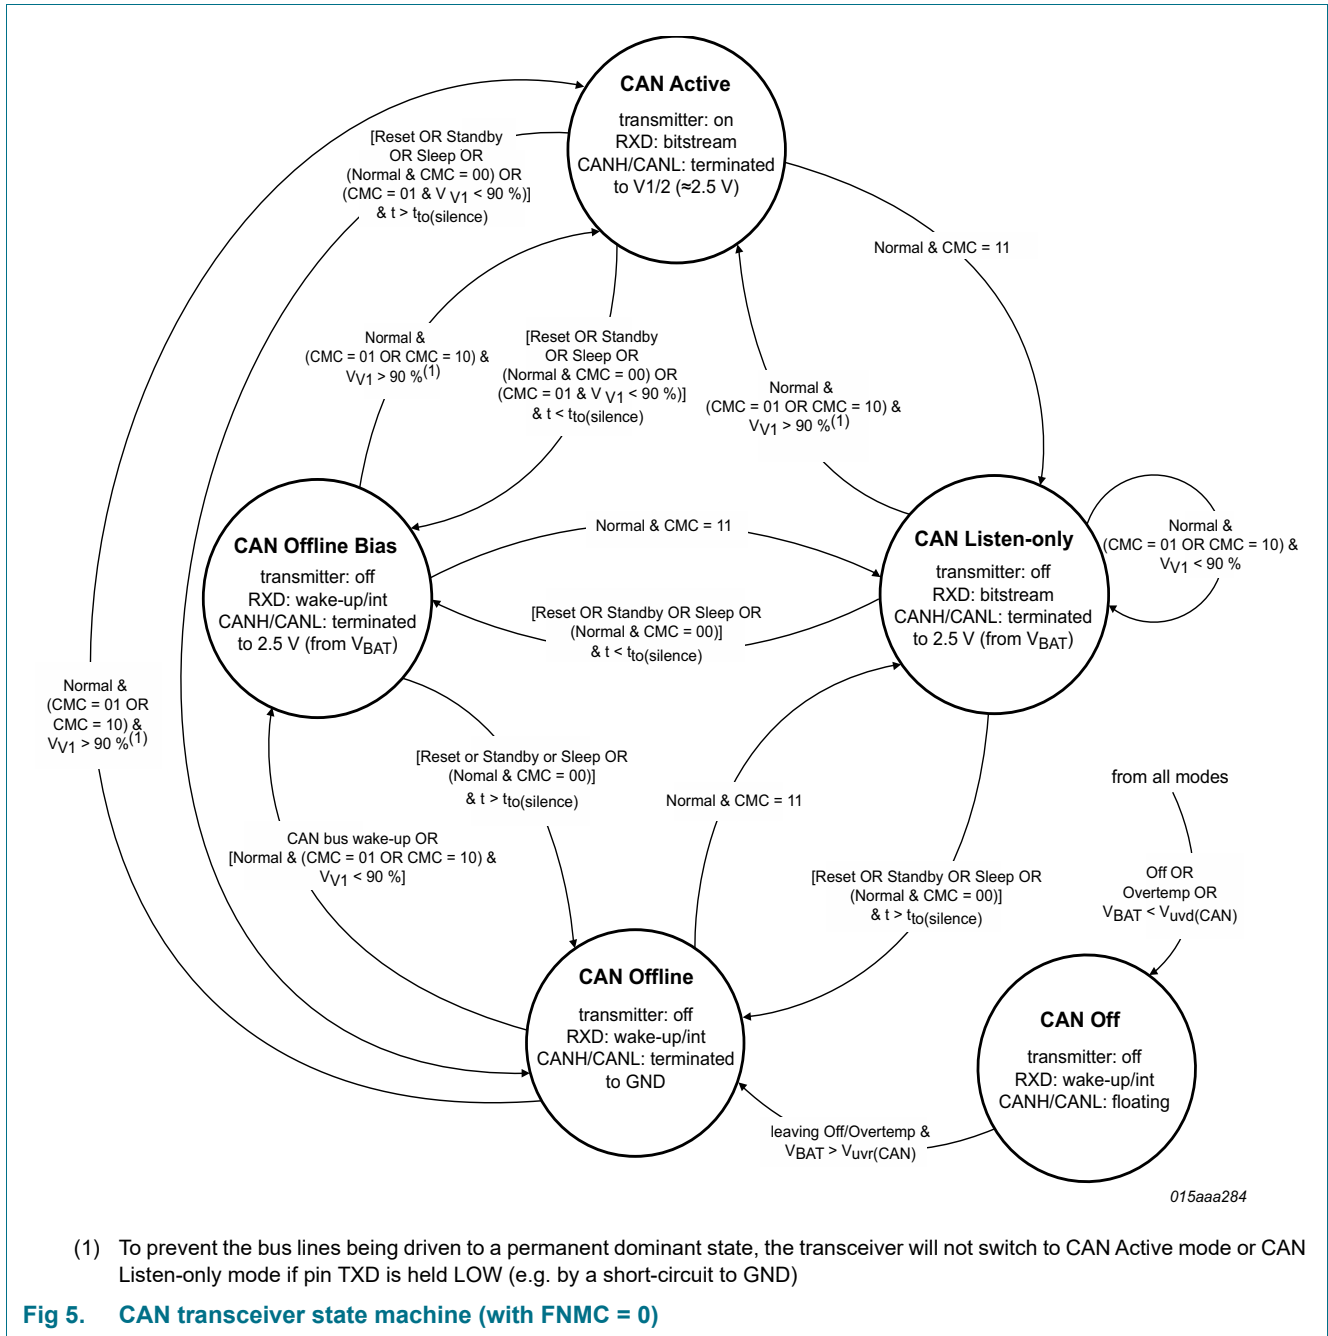 CAN Active
transmitter: on
RXD: bitstream
CANH/CANL: terminated
to V1/2 (≈2.5 V)
[Reset OR Standby
OR Sleep OR
(Normal & CMC = 00) OR
(CMC = 01 & V V1 < 90 %)]
& t > tto(silence)
Normal & CMC = 11
Normal &
(CMC = 01 OR CMC = 10) &
VV1 > 90 %(1)
[Reset OR Standby
OR Sleep OR
(Normal & CMC = 00) OR
(CMC = 01 & V V1 < 90 %)]
& t < tto(silence)
Normal &
(CMC = 01 OR CMC = 10) &
VV1 > 90 %(1)
CAN Offline Bias
transmitter: off
RXD: wake-up/int
CANH/CANL: terminated
to 2.5 V (from VBAT)
Normal & CMC = 11
[Reset OR Standby OR Sleep OR
(Normal & CMC = 00)]
& t < tto(silence)
CAN Listen-only
transmitter: off
RXD: bitstream
CANH/CANL: terminated
to 2.5 V (from VBAT)
Normal &
(CMC = 01 OR CMC = 10) &
VV1 < 90 %
Normal &
(CMC = 01 OR
CMC = 10) &
VV1 > 90 %(1)
[Reset or Standby or Sleep OR
(Nomal & CMC = 00)]
& t > tto(silence)
Normal & CMC = 11
from all modes
CAN bus wake-up OR
[Normal & (CMC = 01 OR CMC = 10) &
VV1 < 90 %]
[Reset OR Standby OR Sleep OR
(Normal & CMC = 00)]
& t > tto(silence)
Off OR
Overtemp OR
VBAT < Vuvd(CAN)
CAN Offline
transmitter: off
RXD: wake-up/int
CANH/CANL: terminated
to GND
CAN Off
transmitter: off
RXD: wake-up/int
CANH/CANL: floating
leaving Off/Overtemp &
VBAT > Vuvr(CAN)
015aaa284
(1) To prevent the bus lines being driven to a permanent dominant state, the transceiver will not switch to CAN Active mode or CAN
Listen-only mode if pin TXD is held LOW (e.g. by a short-circuit to GND)
Fig 5. CAN transceiver state machine (with FNMC = 0)